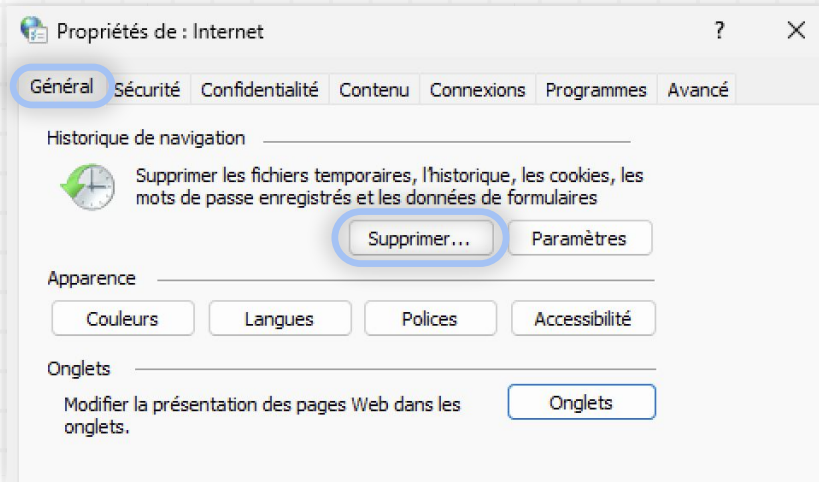 Propriétés de : Internet ? ×
Général Sécurité Confidentialité Contenu Connexions Programmes Avancé
Historique de navigation
Supprimer les fichiers temporaires, l'historique, les cookies, les
mots de passe enregistrés et les données de formulaires
Supprimer... Paramètres
Apparence
Couleurs Langues Polices Accessibilité
Onglets
Modifier la présentation des pages Web dans les Onglets
onglets.